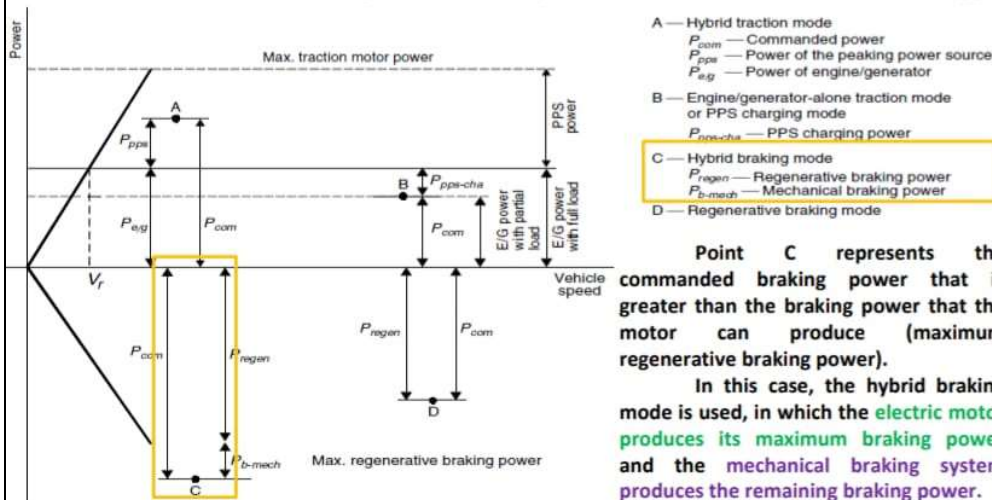 Power
Max. traction motor power
A
P_pps
PPS power
B
P_pps-cha
P_e/g
P_com
P_com
E/G power with partial load
E/G power with full load
V_r
Vehicle speed
P_com
P_regen
P_regen
P_com
D
P_b-mech
Max. regenerative braking power
C
A — Hybrid traction mode
P_com — Commanded power
P_pps — Power of the peaking power source
P_e/g — Power of engine/generator
B — Engine/generator-alone traction mode
or PPS charging mode
P_pps-cha — PPS charging power
C — Hybrid braking mode
P_regen — Regenerative braking power
P_b-mech — Mechanical braking power
D — Regenerative braking mode
Point C represents
commanded braking power that
greater than the braking power that
motor can produce (maximum
regenerative braking power).
In this case, the hybrid
mode is used, in which the electric
produces its maximum braking
and the mechanical braking
produces the remaining braking power.